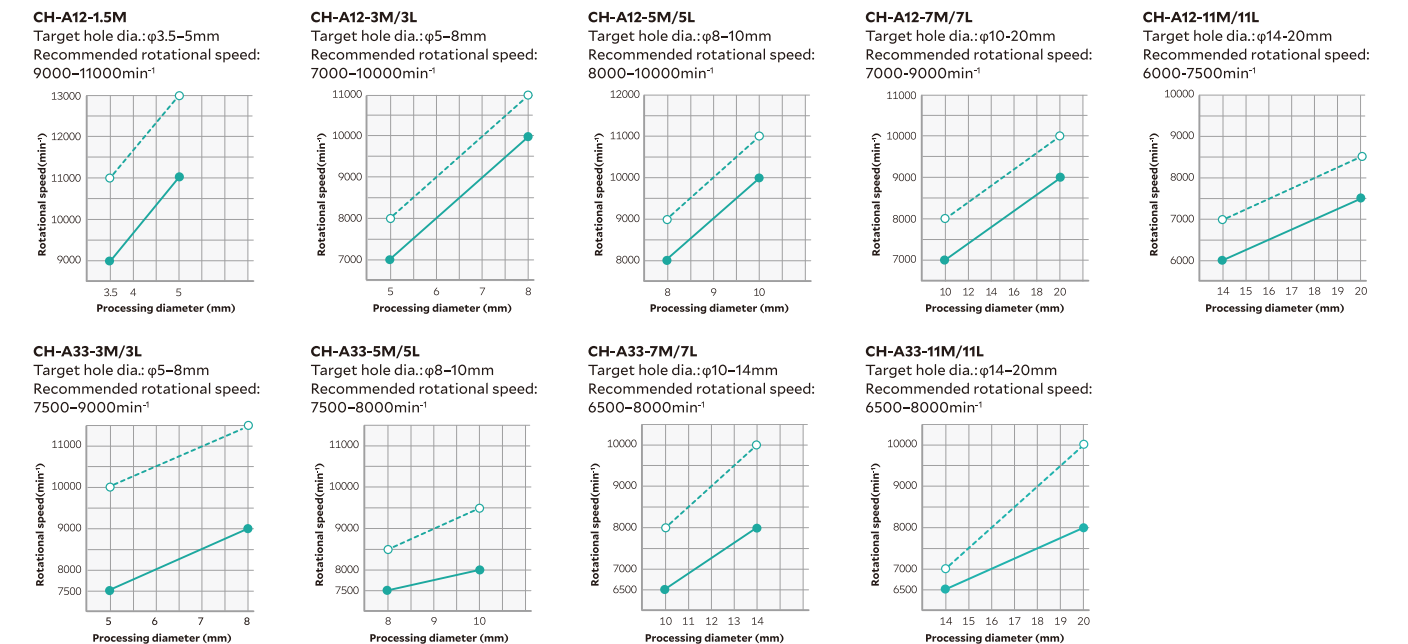 CH-A12-1.5M
Target hole dia.:φ3.5–5mm
Recommended rotational speed:
9000–11000min⁻¹
13000
12000
11000
10000
9000
Rotational speed(min⁻¹)
3.5 4 5
Processing diameter (mm)
CH-A12-3M/3L
Target hole dia.:φ5–8mm
Recommended rotational speed:
7000–10000min⁻¹
11000
10000
9000
8000
7000
Rotational speed(min⁻¹)
5 6 7 8
Processing diameter (mm)
CH-A12-5M/5L
Target hole dia.:φ8–10mm
Recommended rotational speed:
8000–10000min⁻¹
12000
11000
10000
9000
8000
Rotational speed(min⁻¹)
8 9 10
Processing diameter (mm)
CH-A12-7M/7L
Target hole dia.:φ10-20mm
Recommended rotational speed:
7000-9000min⁻¹
11000
10000
9000
8000
7000
Rotational speed(min⁻¹)
10 12 14 16 18 20
Processing diameter (mm)
CH-A12-11M/11L
Target hole dia.:φ14-20mm
Recommended rotational speed:
6000-7500min⁻¹
10000
9000
8000
7000
6000
Rotational speed(min⁻¹)
14 15 16 17 18 19 20
Processing diameter (mm)
CH-A33-3M/3L
Target hole dia.:φ5–8mm
Recommended rotational speed:
7500–9000min⁻¹
11000
10000
9000
8000
7500
Rotational speed(min⁻¹)
5 6 7 8
Processing diameter (mm)
CH-A33-5M/5L
Target hole dia.:φ8–10mm
Recommended rotational speed:
7500–8000min⁻¹
11000
10000
9000
8000
7500
Rotational speed(min⁻¹)
8 9 10
Processing diameter (mm)
CH-A33-7M/7L
Target hole dia.:φ10–14mm
Recommended rotational speed:
6500–8000min⁻¹
10000
8000
7000
6500
Rotational speed(min⁻¹)
10 11 12 13 14
Processing diameter (mm)
CH-A33-11M/11L
Target hole dia.:φ14–20mm
Recommended rotational speed:
6500–8000min⁻¹
10000
8000
7000
6500
Rotational speed(min⁻¹)
14 15 16 17 18 19 20
Processing diameter (mm)